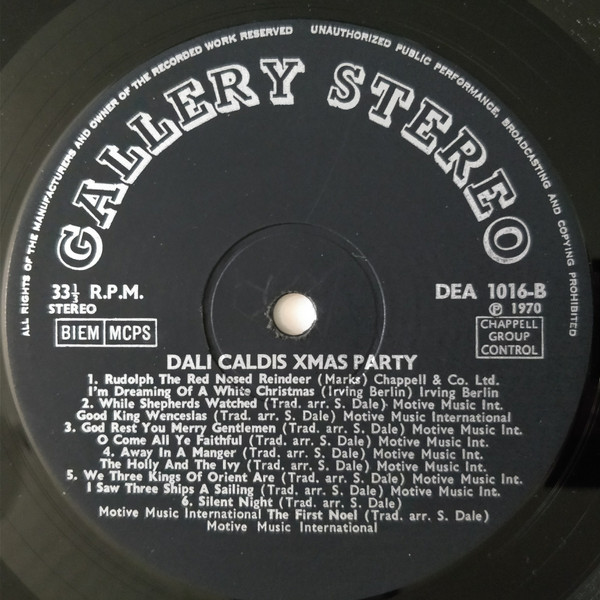 ALL RIGHTS OF THE MANUFACTURERS AND OWNER OF THE RECORDED WORK RESERVED UNAUTHORIZED PUBLIC PERFORMANCE, BROADCASTING AND COPYING PROHIBITED
GALLERY STEREO
33⅓ R.P.M.
STEREO
BIEM MCPS
DEA 1016-B
℗ 1970
CHAPPELL
GROUP
CONTROL
DALI CALDIS XMAS PARTY
1. Rudolph The Red Nosed Reindeer (Marks) Chappell & Co. Ltd.
I'm Dreaming Of A White Christmas (Irving Berlin) Irving Berlin
2. While Shepherds Watched (Trad. arr. S. Dale) Motive Music Int.
Good King Wenceslas (Trad. arr. S. Dale) Motive Music International
3. God Rest You Merry Gentlemen (Trad. arr. S. Dale) Motive Music Int.
O Come All Ye Faithful (Trad. arr. S. Dale) Motive Music Int.
4. Away In A Manger (Trad. arr. S. Dale) Motive Music Int.
The Holly And The Ivy (Trad. arr. S. Dale) Motive Music Int.
5. We Three Kings Of Orient Are (Trad. arr. S. Dale) Motive Music Int.
I Saw Three Ships A Sailing (Trad. arr. S. Dale) Motive Music Int.
6. Silent Night (Trad. arr. S. Dale)
Motive Music International The First Noel (Trad. arr. S. Dale)
Motive Music International